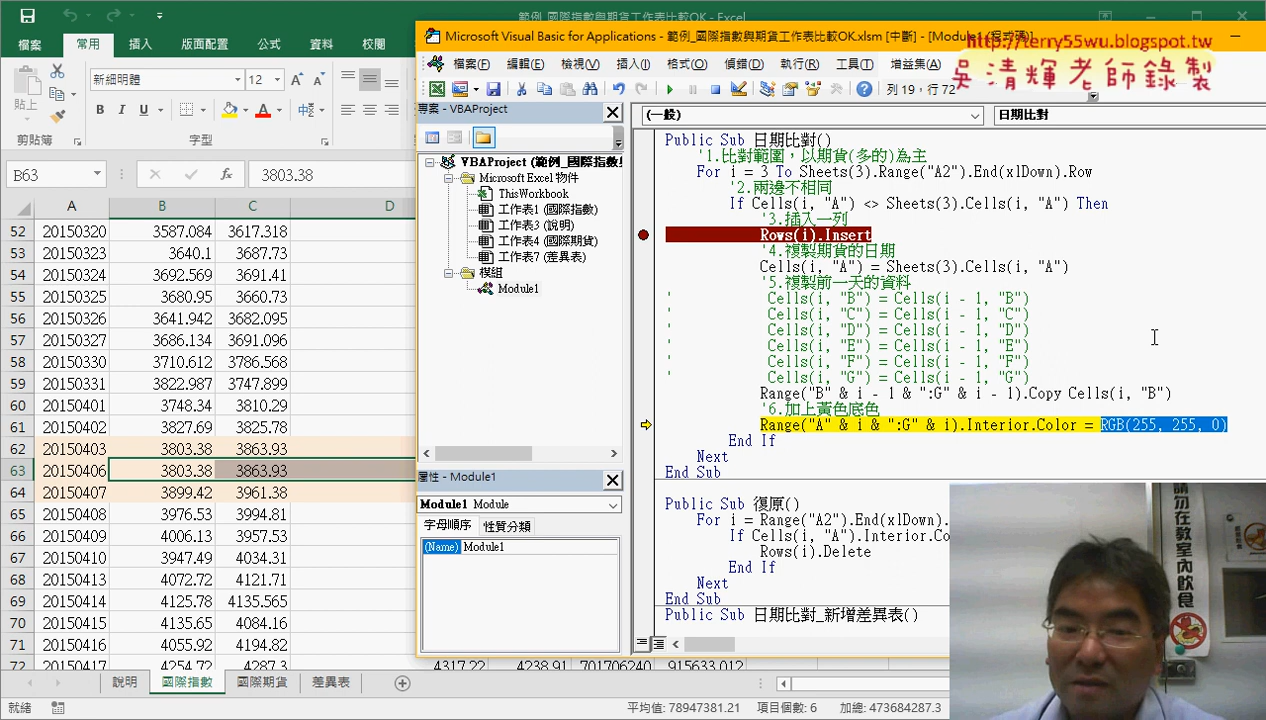 範例_國際指數與期貨工作表比較OK - Excel
檔案 常用 插入 版面配置 公式 資料 校閱
貼上
剪貼簿
新細明體 12
B I U
字型
B63 3803.38
A B C D
52 20150320 3587.084 3617.318
53 20150323 3640.1 3687.73
54 20150324 3692.569 3691.41
55 20150325 3680.95 3660.73
56 20150326 3641.942 3682.095
57 20150327 3686.134 3691.096
58 20150330 3710.612 3786.568
59 20150331 3822.987 3747.899
60 20150401 3748.34 3810.29
61 20150402 3827.69 3825.78
62 20150403 3803.38 3863.93
63 20150406 3803.38 3863.93
64 20150407 3899.42 3961.38
65 20150408 3976.53 3994.81
66 20150409 4006.13 3957.53
67 20150410 3947.49 4034.31
68 20150413 4072.72 4121.71
69 20150414 4125.78 4135.565
70 20150415 4135.65 4084.16
71 20150416 4055.92 4194.82
72 20150417 4254.72 4287.3 4317.22 4238.91 701706240 915633.012
說明 國際指數 國際期貨 差異表
就緒 平均值: 78947381.21 項目個數: 6 加總: 473684287.3
Microsoft Visual Basic for Applications - 範例_國際指數與期貨工作表比較OK.xlsm [中斷] - [Module1 (程式碼)]
http://terry55wu.blogspot.tw
吳清輝老師錄製
檔案(F) 編輯(E) 檢視(V) 插入(I) 格式(O) 偵錯(D) 執行(R) 工具(T) 增益集(A)
列 19, 行 72
專案 - VBAProject
VBAProject (範例_國際指數
Microsoft Excel 物件
ThisWorkbook
工作表1 (國際指數)
工作表3 (說明)
工作表4 (國際期貨)
工作表7 (差異表)
模組
Module1
屬性 - Module1
Module1 Module
字母順序 性質分類
(Name) Module1
(一般) 日期比對
Public Sub 日期比對()
'1.比對範圍，以期貨(多的)為主
For i = 3 To Sheets(3).Range("A2").End(xlDown).Row
'2.兩邊不相同
If Cells(i, "A") <> Sheets(3).Cells(i, "A") Then
'3.插入一列
Rows(i).Insert
'4.複製期貨的日期
Cells(i, "A") = Sheets(3).Cells(i, "A")
'5.複製前一天的資料
' Cells(i, "B") = Cells(i - 1, "B")
' Cells(i, "C") = Cells(i - 1, "C")
' Cells(i, "D") = Cells(i - 1, "D")
' Cells(i, "E") = Cells(i - 1, "E")
' Cells(i, "F") = Cells(i - 1, "F")
' Cells(i, "G") = Cells(i - 1, "G")
Range("B" & i - 1 & ":G" & i - 1).Copy Cells(i, "B")
'6.加上黃色底色
Range("A" & i & ":G" & i).Interior.Color = RGB(255, 255, 0)
End If
Next
End Sub
Public Sub 復原()
For i = Range("A2").End(xlDown).
If Cells(i, "A").Interior.Co
Rows(i).Delete
End If
Next
End Sub
Public Sub 日期比對_新增差異表()
請勿在教室內飲食